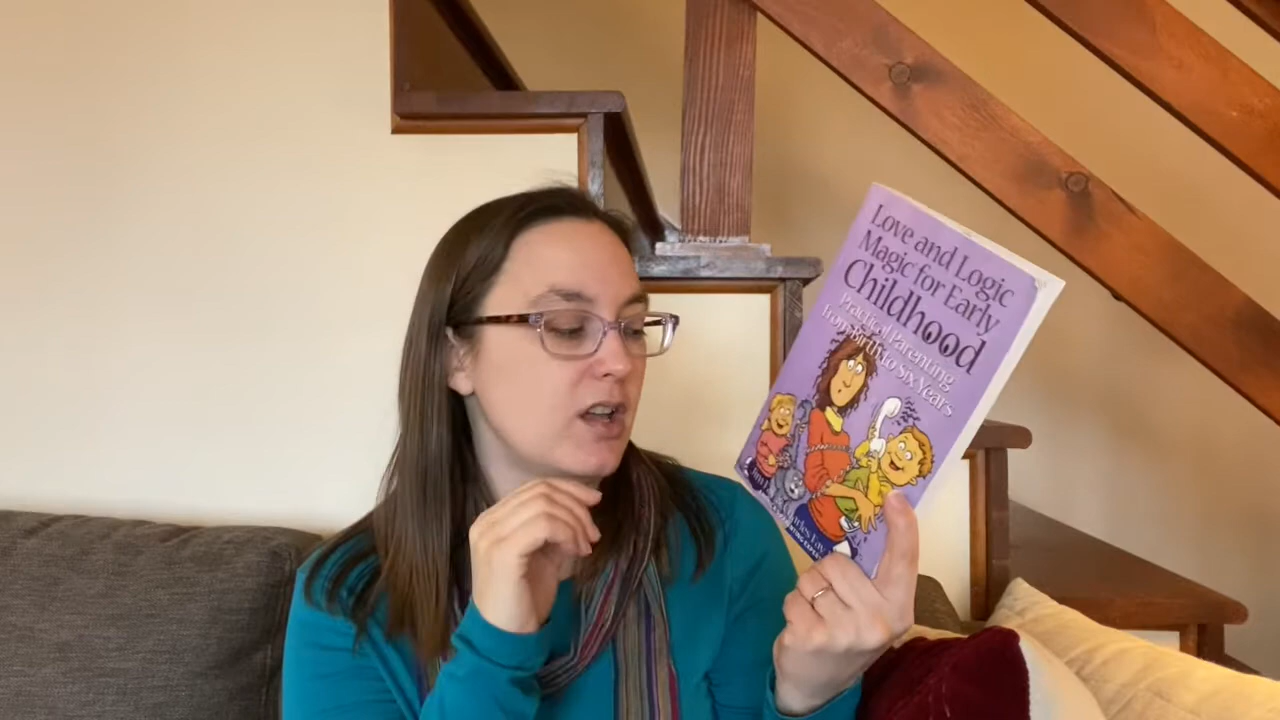 Love and Logic
Magic for Early
Childhood
Practical Parenting
from Birth to Six Years